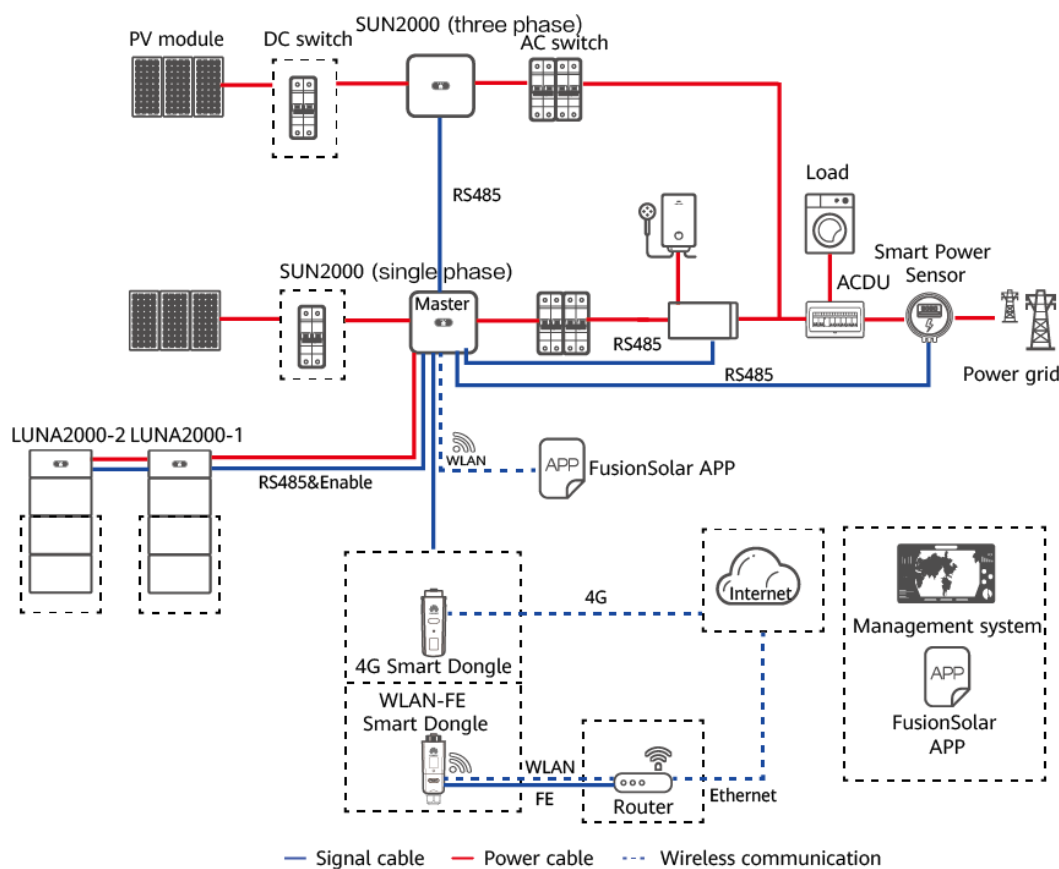 SUN2000 (three phase)
PV module
DC switch
AC switch
RS485
Load
SUN2000 (single phase)
Smart Power
Sensor
ACDU
Master
RS485
RS485
Power grid
LUNA2000-2
LUNA2000-1
WLAN
APP
FusionSolar APP
RS485&Enable
4G
Internet
Management system
4G Smart Dongle
APP
WLAN-FE
Smart Dongle
FusionSolar
APP
WLAN
FE
Router
Ethernet
Signal cable
Power cable
Wireless communication